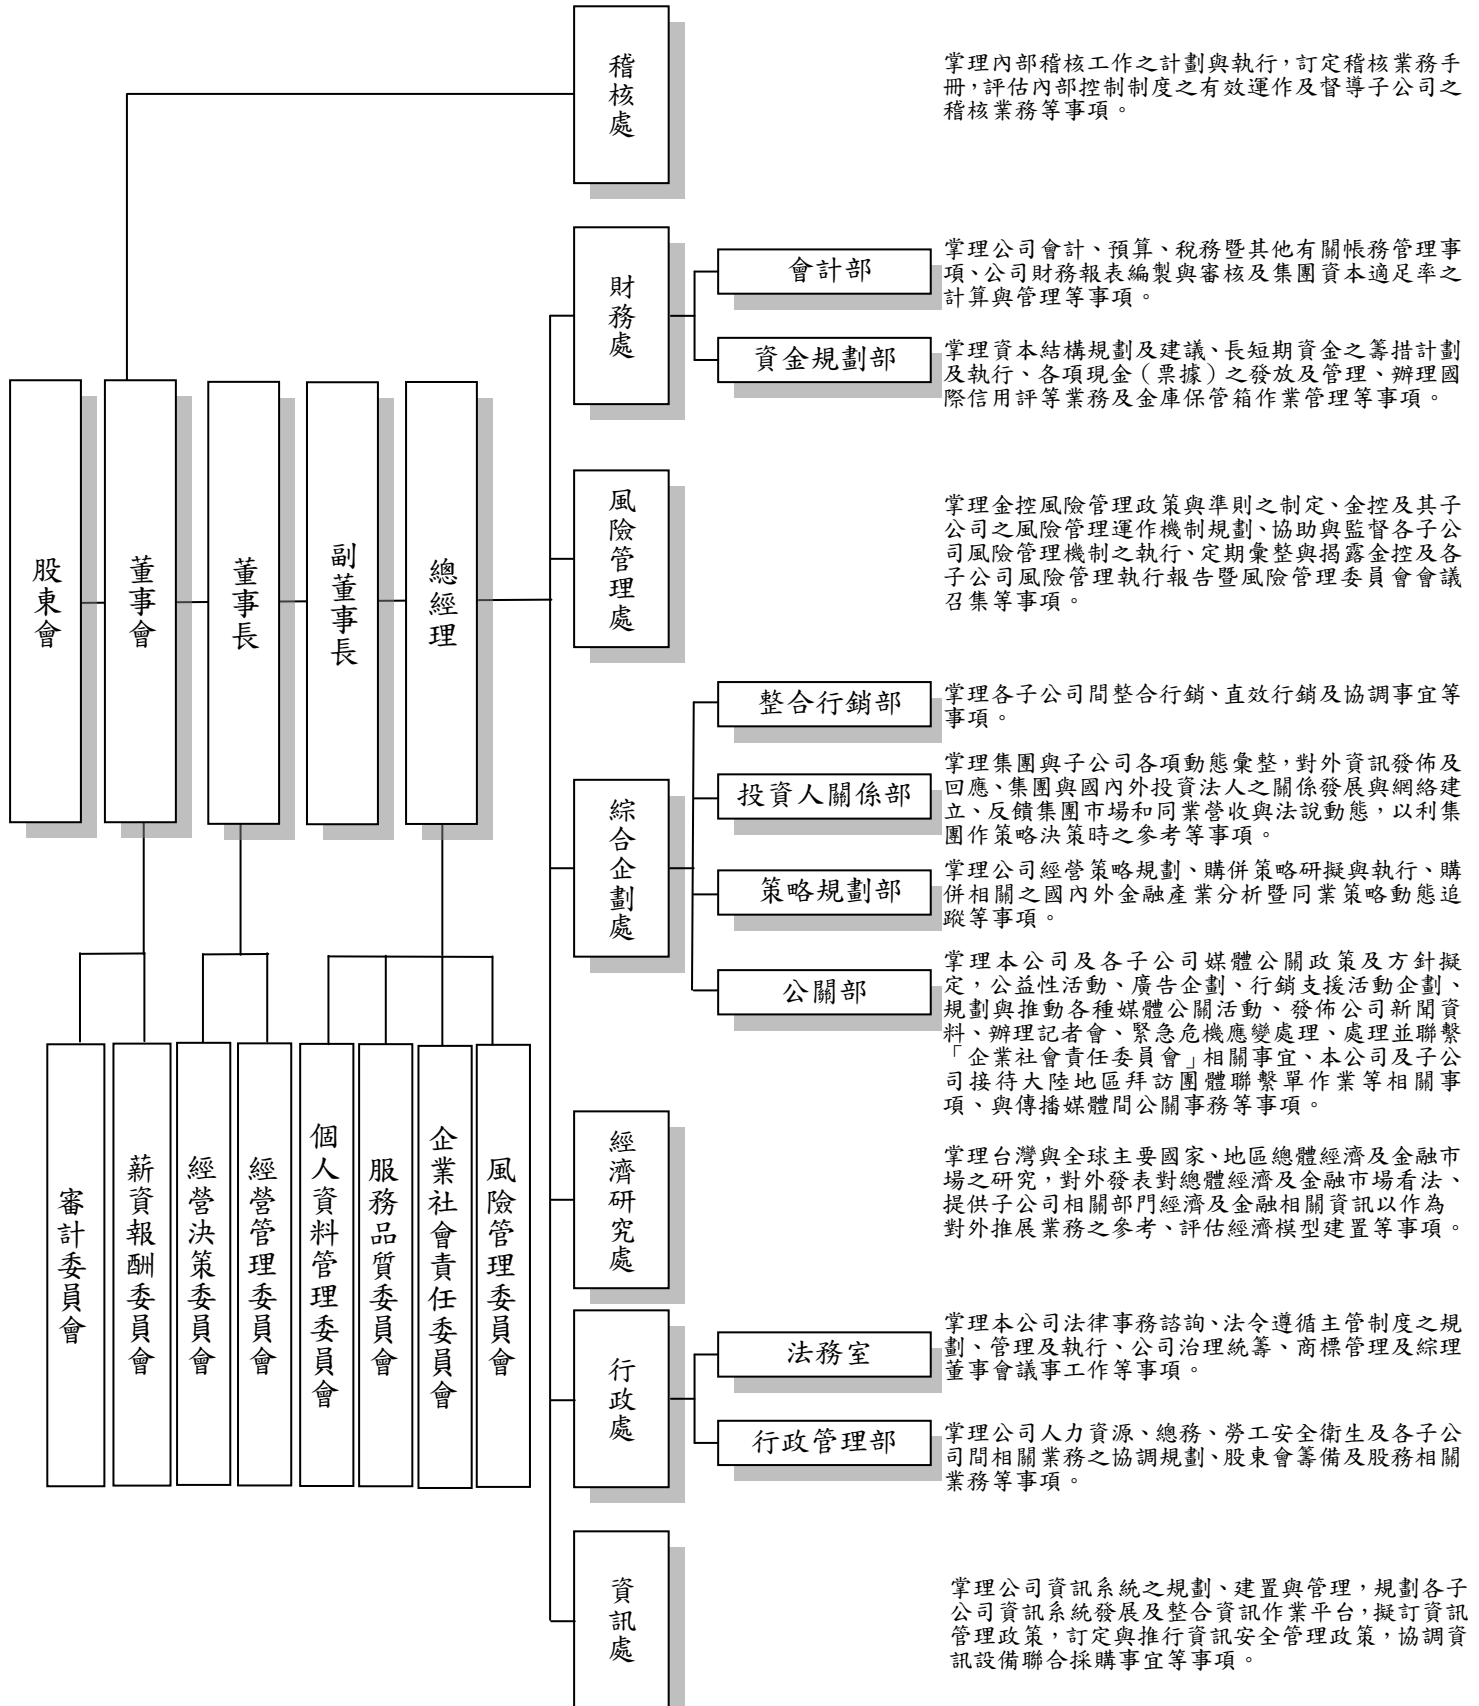 稽核處
掌理內部稽核工作之計劃與執行，訂定稽核業務手
冊，評估內部控制制度之有效運作及督導子公司之
稽核業務等事項。
財務處
會計部
掌理公司會計、預算、稅務暨其他有關帳務管理事
項、公司財務報表編製與審核及集團資本適足率之
計算與管理等事項。
資金規劃部
掌理資本結構規劃及建議、長短期資金之籌措計劃
及執行、各項現金（票據）之發放及管理、辦理國
際信用評等業務及金庫保管箱作業管理等事項。
股東會
董事會
董事長
副董事長
總經理
風險管理處
掌理金控風險管理政策與準則之制定、金控及其子
公司之風險管理運作機制規劃、協助與監督各子公
司風險管理機制之執行、定期彙整與揭露金控及各
子公司風險管理執行報告暨風險管理委員會會議
召集等事項。
綜合企劃處
整合行銷部
掌理各子公司間整合行銷、直效行銷及協調事宜等
事項。
投資人關係部
掌理集團與子公司各項動態彙整，對外資訊發佈及
回應、集團與國內外投資法人之關係發展與網絡建
立、反饋集團市場和同業營收與法說動態，以利集
團作策略決策時之參考等事項。
策略規劃部
掌理公司經營策略規劃、購併策略研擬與執行、購
併相關之國內外金融產業分析暨同業策略動態追
蹤等事項。
公關部
掌理本公司及各子公司媒體公關政策及方針擬
定，公益性活動、廣告企劃、行銷支援活動企劃、
規劃與推動各種媒體公關活動、發佈公司新聞資
料、辦理記者會、緊急危機應變處理、處理並聯繫
「企業社會責任委員會」相關事宜、本公司及子公
司接待大陸地區拜訪團體聯繫單作業等相關事
項、與傳播媒體間公關事務等事項。
審計委員會
薪資報酬委員會
經營決策委員會
經營管理委員會
個人資料管理委員會
服務品質委員會
企業社會責任委員會
風險管理委員會
經濟研究處
掌理台灣與全球主要國家、地區總體經濟及金融市
場之研究，對外發表對總體經濟及金融市場看法、
提供子公司相關部門經濟及金融相關資訊以作為
對外推展業務之參考、評估經濟模型建置等事項。
行政處
法務室
掌理本公司法律事務諮詢、法令遵循主管制度之規
劃、管理及執行、公司治理統籌、商標管理及綜理
董事會議事工作等事項。
行政管理部
掌理公司人力資源、總務、勞工安全衛生及各子公
司間相關業務之協調規劃、股東會籌備及股務相關
業務等事項。
資訊處
掌理公司資訊系統之規劃、建置與管理，規劃各子
公司資訊系統發展及整合資訊作業平台，擬訂資訊
管理政策，訂定與推行資訊安全管理政策，協調資
訊設備聯合採購事宜等事項。